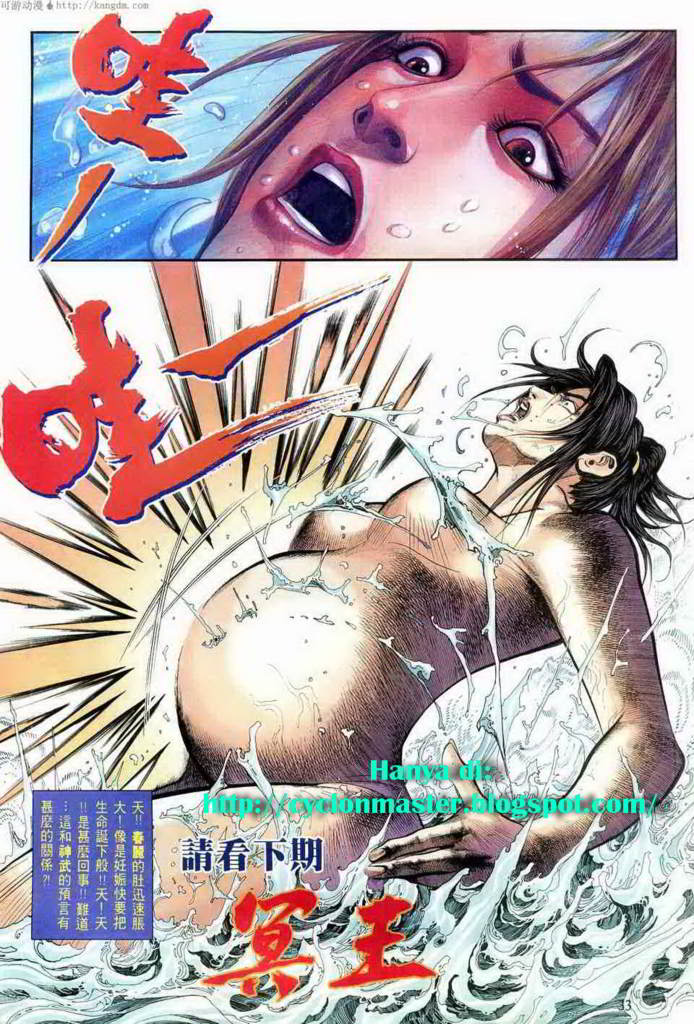 可游动漫 http://kangdm.com
哇—
哇—
Hanya di:
http://cyclonmaster.blogspot.com/
天!!春麗的肚迅速脹
大!像是妊娠快要把
生命誕下般!!天!天
!!是甚麼回事!!難道
…這和神武的預言有
甚麼的關係?!
請看下期
冥王
33